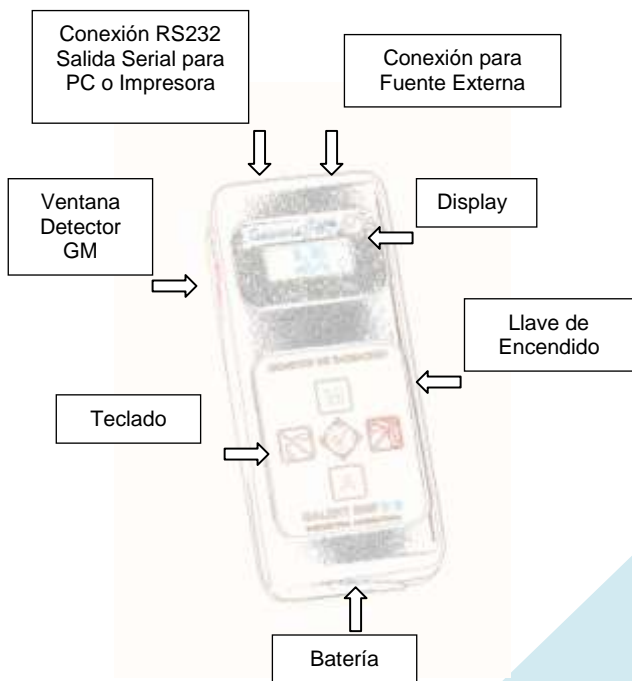 Conexión RS232
Salida Serial para
PC o Impresora
Conexión para
Fuente Externa
Ventana
Detector
GM
Display
Llave de
Encendido
Teclado
Batería